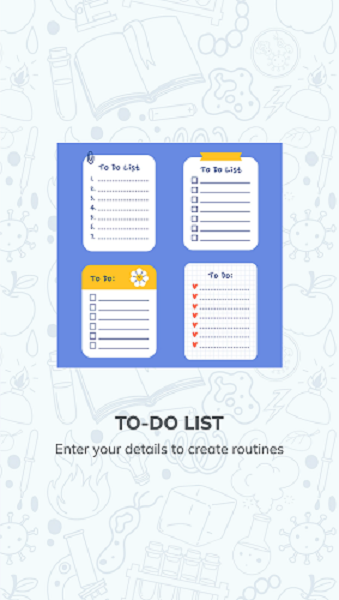 To Do List
1.
2.
3.
4.
5.
6.
7.
To Do List
To Do:
To Do:
TO-DO LIST
Enter your details to create routines